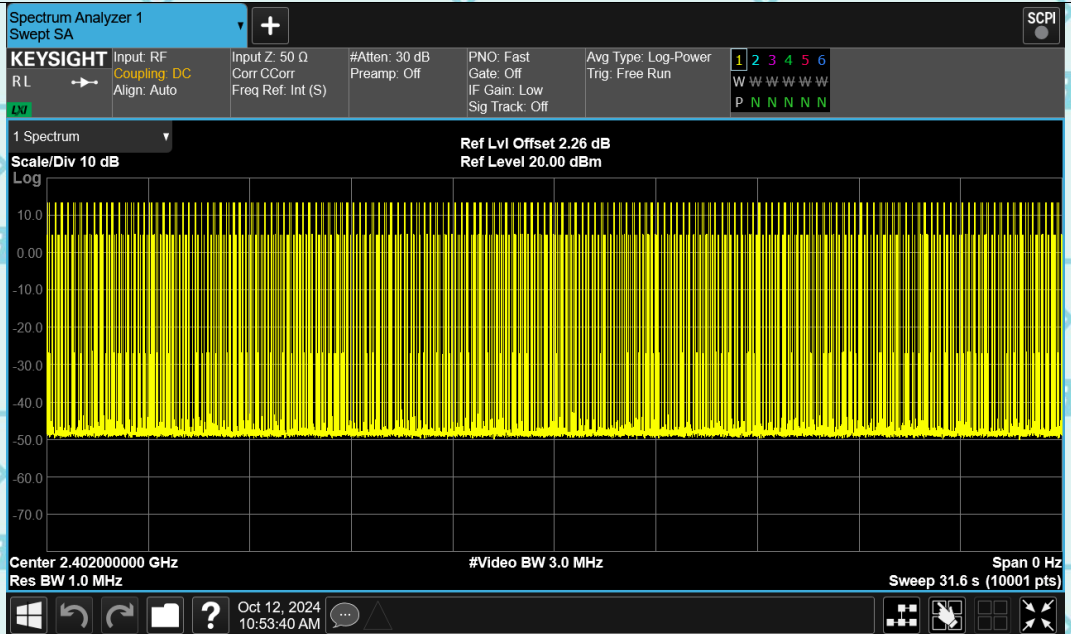 Spectrum Analyzer 1
Swept SA
+
SCPI
KEYSIGHT
R L
LXI
Input: RF
Coupling: DC
Align: Auto
Input Z: 50 Ω
Corr CCorr
Freq Ref: Int (S)
#Atten: 30 dB
Preamp: Off
PNO: Fast
Gate: Off
IF Gain: Low
Sig Track: Off
Avg Type: Log-Power
Trig: Free Run
1 2 3 4 5 6
W W W W W W
P N N N N N
1 Spectrum
Scale/Div 10 dB
Ref Lvl Offset 2.26 dB
Ref Level 20.00 dBm
Log
10.0
0.00
-10.0
-20.0
-30.0
-40.0
-50.0
-60.0
-70.0
Center 2.402000000 GHz
#Video BW 3.0 MHz
Span 0 Hz
Res BW 1.0 MHz
Sweep 31.6 s (10001 pts)
?
Oct 12, 2024
10:53:40 AM